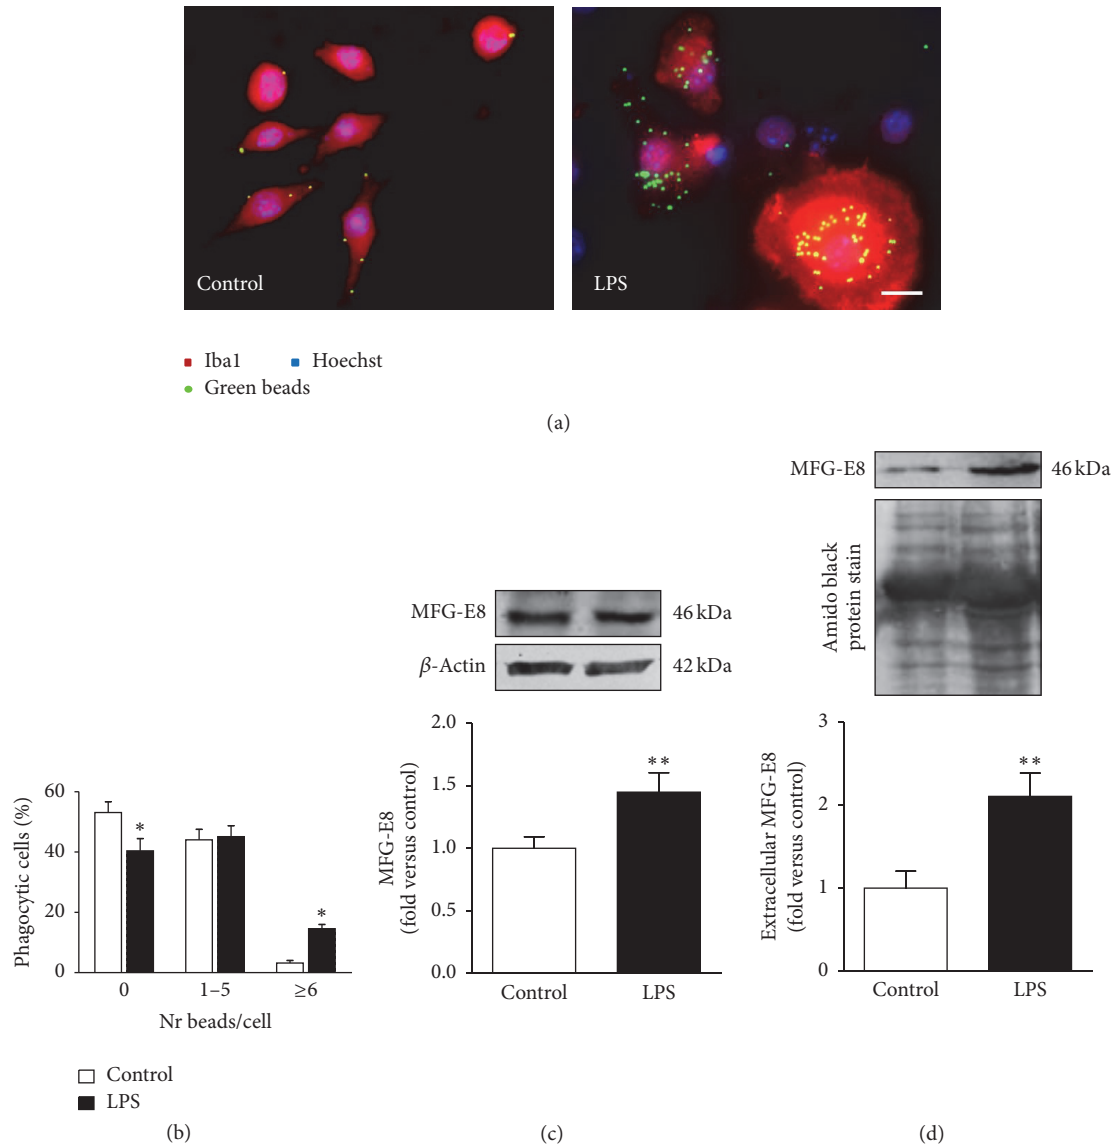 Control
LPS
Iba1
Hoechst
Green beads
(a)
MFG-E8
46 kDa
Amido black
protein stain
MFG-E8
46 kDa
β-Actin
42 kDa
60
40
20
0
Phagocytic cells (%)
*
*
0
1–5
≥6
Nr beads/cell
Control
LPS
(b)
2.0
1.5
1.0
0.5
0.0
MFG-E8
(fold versus control)
**
Control
LPS
(c)
3
2
1
0
Extracellular MFG-E8
(fold versus control)
**
Control
LPS
(d)